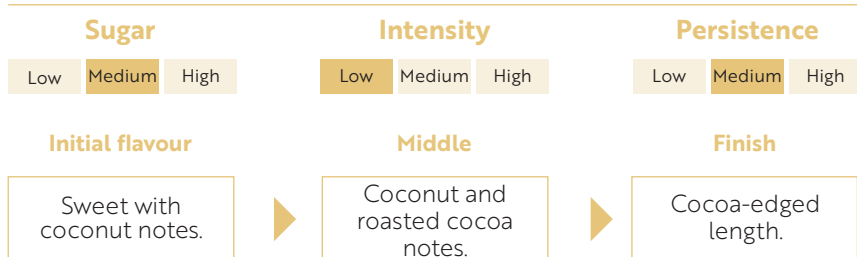 Sugar
Intensity
Persistence
Low Medium High
Low Medium High
Low Medium High
Initial flavour
Middle
Finish
Sweet with
coconut notes.
Coconut and
roasted cocoa
notes.
Cocoa-edged
length.